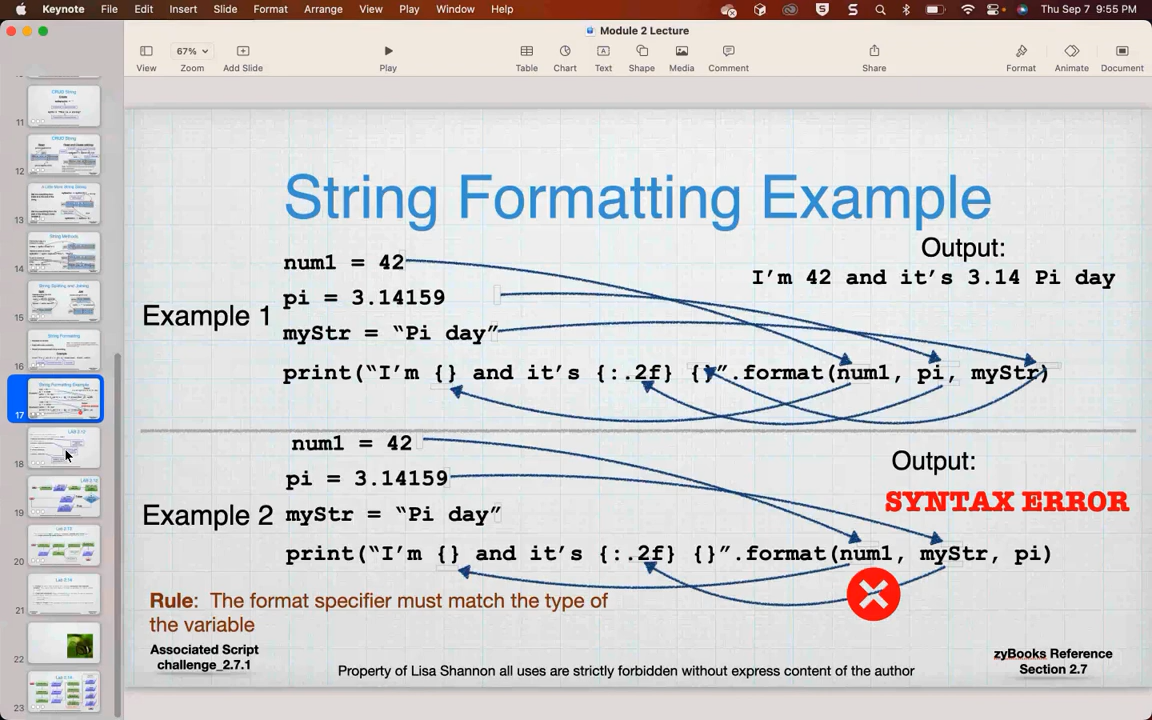 Keynote File Edit Insert Slide Format Arrange View Play Window Help Thu Sep 7 9:55 PM
Module 2 Lecture
67%
View Zoom Add Slide Play Table Chart Text Media Comment Share Format Animate Document
11
12
13
14
15
16
17
18
19
20
21
22
23
String Formatting Example
Output:
I’m 42 and it’s 3.14 Pi day
num1 = 42
pi = 3.14159
Example 1
myStr = “Pi day”
print(“I’m {} and it’s {:.2f} {}”.format(num1, pi, myStr)
num1 = 42
Output:
pi = 3.14159
SYNTAX ERROR
Example 2
myStr = “Pi day”
print(“I’m {} and it’s {:.2f} {}”.format(num1, myStr, pi)
Rule: The format specifier must match the type of
the variable
Associated Script
challenge_2.7.1
Property of Lisa Shannon all uses are strictly forbidden without express content of the author
zyBooks Reference
Section 2.7